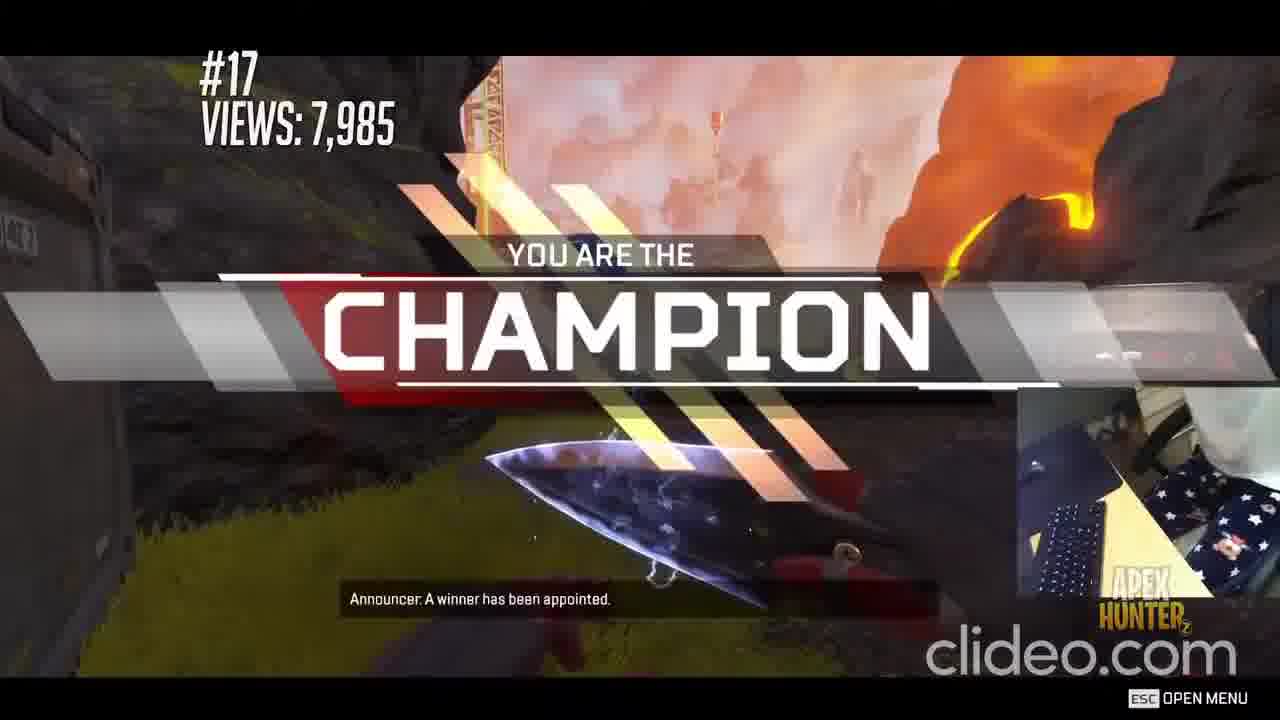 #17
VIEWS: 7,985
YOU ARE THE
CHAMPION
Announcer: A winner has been appointed.
APEX
HUNTERZ
clideo.com
ESC OPEN MENU